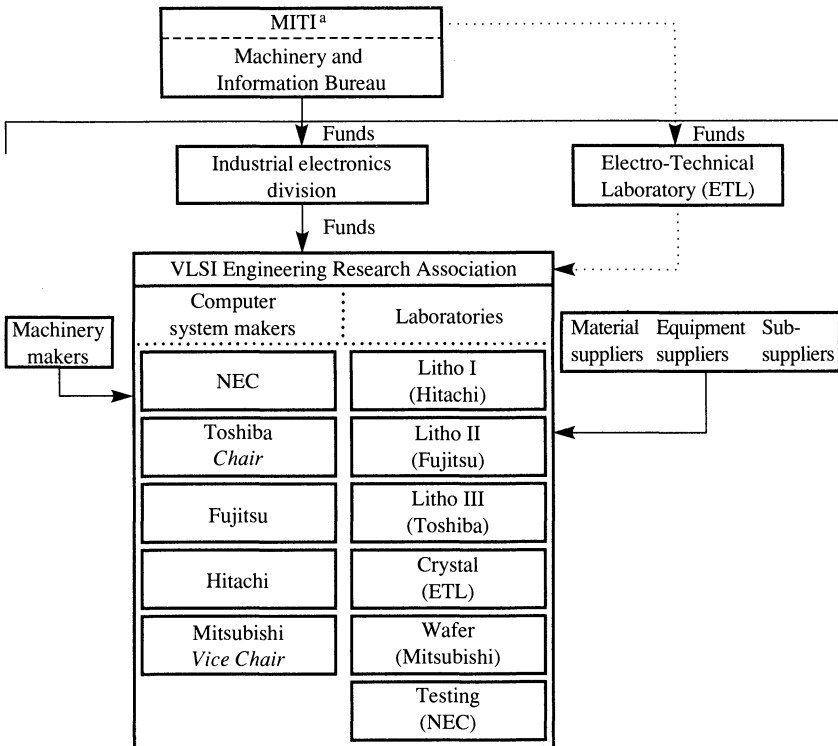 MITI a
Machinery and
Information Bureau
Funds
Funds
Industrial electronics
division
Electro-Technical
Laboratory (ETL)
Funds
VLSI Engineering Research Association
Computer
system makers
Laboratories
Machinery
makers
Material Equipment Sub-
suppliers suppliers suppliers
NEC
Litho I
(Hitachi)
Toshiba
Chair
Litho II
(Fujitsu)
Fujitsu
Litho III
(Toshiba)
Hitachi
Crystal
(ETL)
Mitsubishi
Vice Chair
Wafer
(Mitsubishi)
Testing
(NEC)